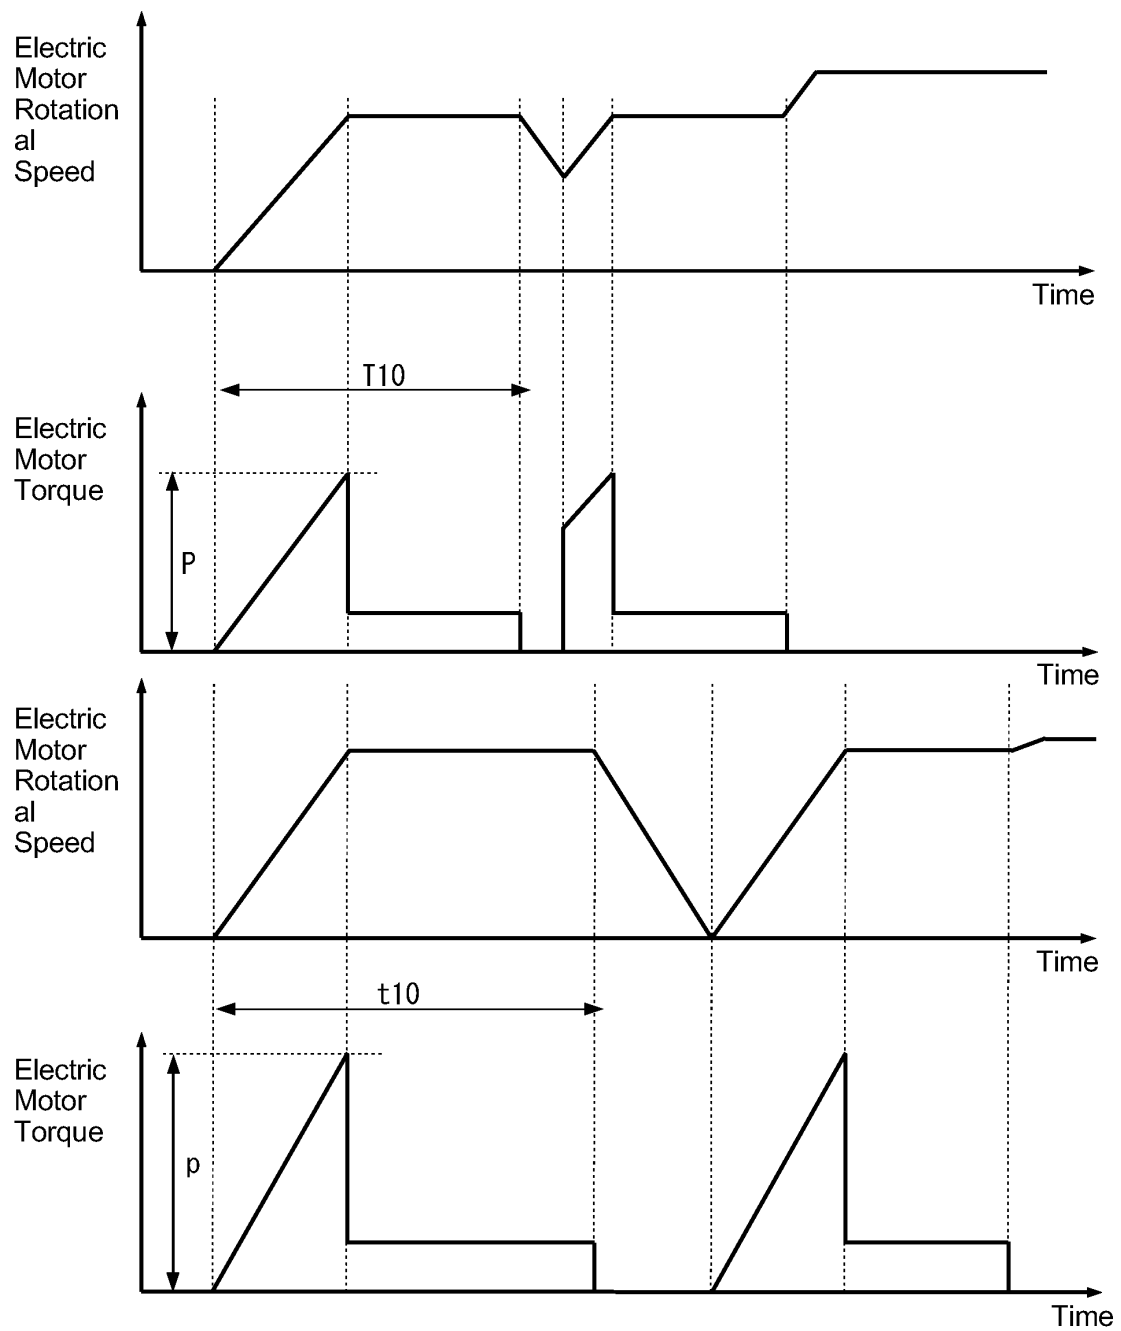 Electric
Motor
Rotation
al
Speed
Time
T10
Electric
Motor
Torque
P
Time
Electric
Motor
Rotation
al
Speed
Time
t10
Electric
Motor
Torque
p
Time